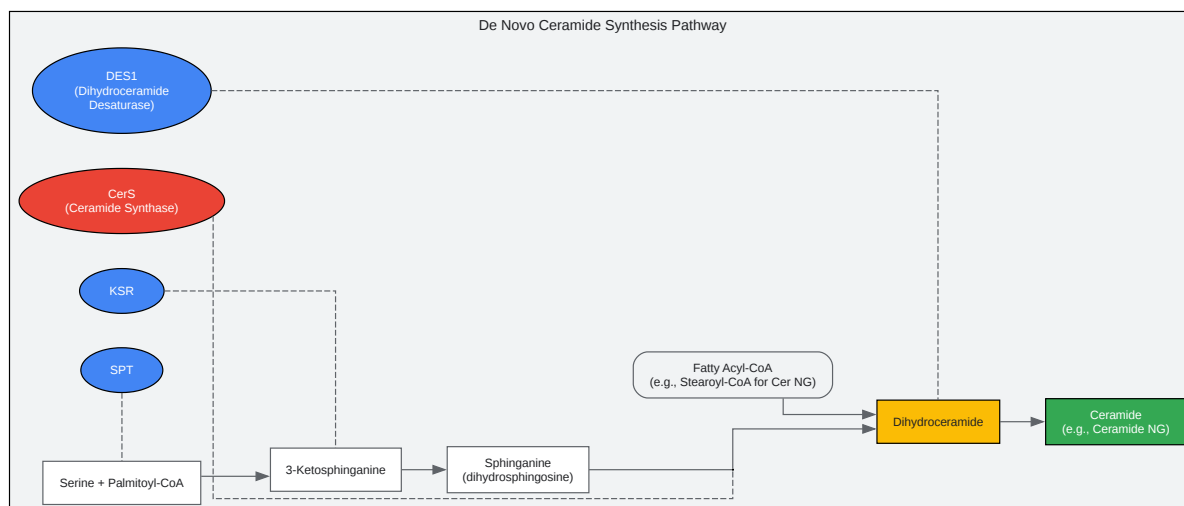 De Novo Ceramide Synthesis Pathway
DES1
(Dihydroceramide
Desaturase)
CerS
(Ceramide Synthase)
KSR
SPT
Fatty Acyl-CoA
(e.g., Stearoyl-CoA for Cer NG)
Dihydroceramide
Ceramide
(e.g., Ceramide NG)
Serine + Palmitoyl-CoA
3-Ketosphinganine
Sphinganine
(dihydrosphingosine)